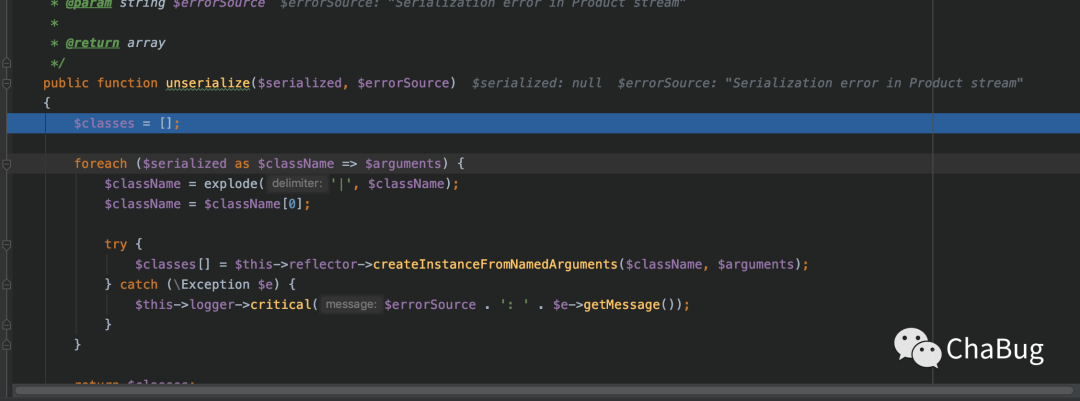 * @param string $errorSource  $errorSource: "Serialization error in Product stream"
*
* @return array
*/
public function unserialize($serialized, $errorSource)  $serialized: null  $errorSource: "Serialization error in Product stream"
{
$classes = [];
foreach ($serialized as $className => $arguments) {
$className = explode( delimiter: '|', $className);
$className = $className[0];
try {
$classes[] = $this->reflector->createInstanceFromNamedArguments($className, $arguments);
} catch (\Exception $e) {
$this->logger->critical( message: $errorSource . ': ' . $e->getMessage());
}
}
return $classes;
ChaBug